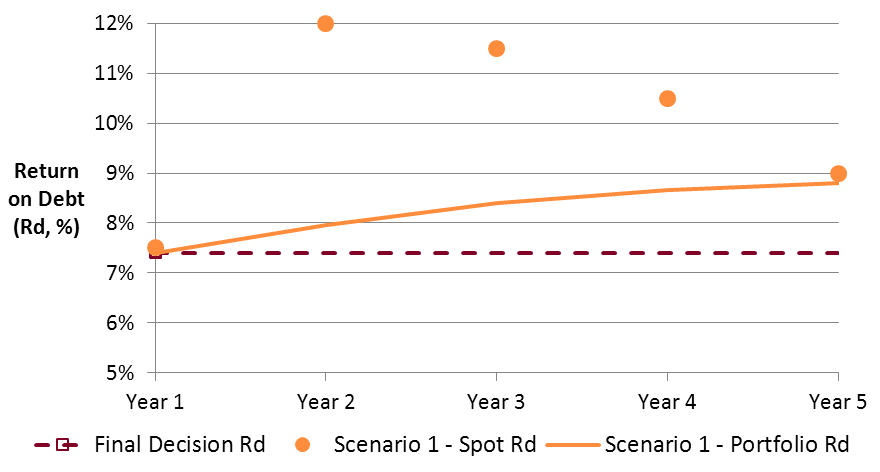 12%
11%
10%
9%
8%
7%
6%
5%
Return
on Debt
(Rd, %)
Year 1 Year 2 Year 3 Year 4 Year 5
Final Decision Rd Scenario 1 - Spot Rd Scenario 1 - Portfolio Rd